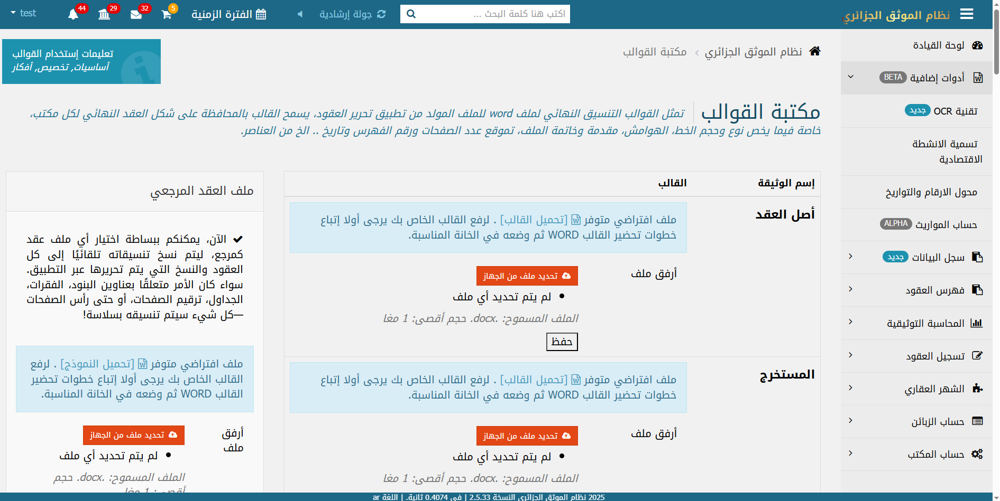 نظام الموثق الجزائري
اكتب هنا كلمة البحث ...
جولة إرشادية
الفترة الزمنية
5
32
29
44
test
لوحة القيادة
أدوات إضافية BETA
تقنية OCR جديد
تسمية الانشطة
الاقتصادية
محول الارقام والتواريخ
حساب المواريث ALPHA
سجل البيانات جديد
فهرس العقود
المحاسبة التوثيقية
تسجيل العقود
الشهر العقاري
حساب الزبائن
حساب المكتب
نظام الموثق الجزائري › مكتبة القوالب
تعليمات إستخدام القوالب
أساسيات, تخصيص, أفكار
مكتبة القوالب
تمثل القوالب التنسيق النهائي لملف word للملف المولد من تطبيق تحرير العقود، يسمح القالب بالمحافظة على شكل العقد النهائي لكل مكتب،
خاصة فيما يخص نوع وحجم الخط، الهوامش، مقدمة وخاتمة الملف، تموقع عدد الصفحات ورقم الفهرس وتاريخ .. الخ من العناصر.
إسم الوثيقة
القالب
أصل العقد
ملف افتراضي متوفر [تحميل القالب] . لرفع القالب الخاص بك يرجى أولا إتباع
خطوات تحضير القالب WORD ثم وضعه في الخانة المناسبة.
أرفق ملف
تحديد ملف من الجهاز
لم يتم تحديد أي ملف
الملف المسموح: .docx. حجم أقصى: 1 مغا
حفظ
المستخرج
ملف افتراضي متوفر [تحميل القالب] . لرفع القالب الخاص بك يرجى أولا إتباع
خطوات تحضير القالب WORD ثم وضعه في الخانة المناسبة.
أرفق ملف
تحديد ملف من الجهاز
لم يتم تحديد أي ملف
الملف المسموح: .docx. حجم أقصى: 1 مغا
ملف العقد المرجعي
الآن، يمكنكم ببساطة اختيار أي ملف عقد
كمرجع، ليتم نسخ تنسيقاته تلقائيًا إلى كل
العقود والنسخ التي يتم تحريرها عبر التطبيق.
سواء كان الأمر متعلقًا بعناوين البنود، الفقرات،
الجداول، ترقيم الصفحات، أو حتى رأس الصفحات
—كل شيء سيتم تنسيقه بسلاسة!
ملف افتراضي متوفر [تحميل النموذج] . لرفع
القالب الخاص بك يرجى أولا إتباع خطوات تحضير
القالب WORD ثم وضعه في الخانة المناسبة.
أرفق
ملف
تحديد ملف من الجهاز
لم يتم تحديد أي ملف
الملف المسموح: .docx. حجم
أقصى: 1 مغا
2025 نظام الموثق الجزائري النسخة 2.5.33 | في 0.4074 ثانية. | اللغة ar